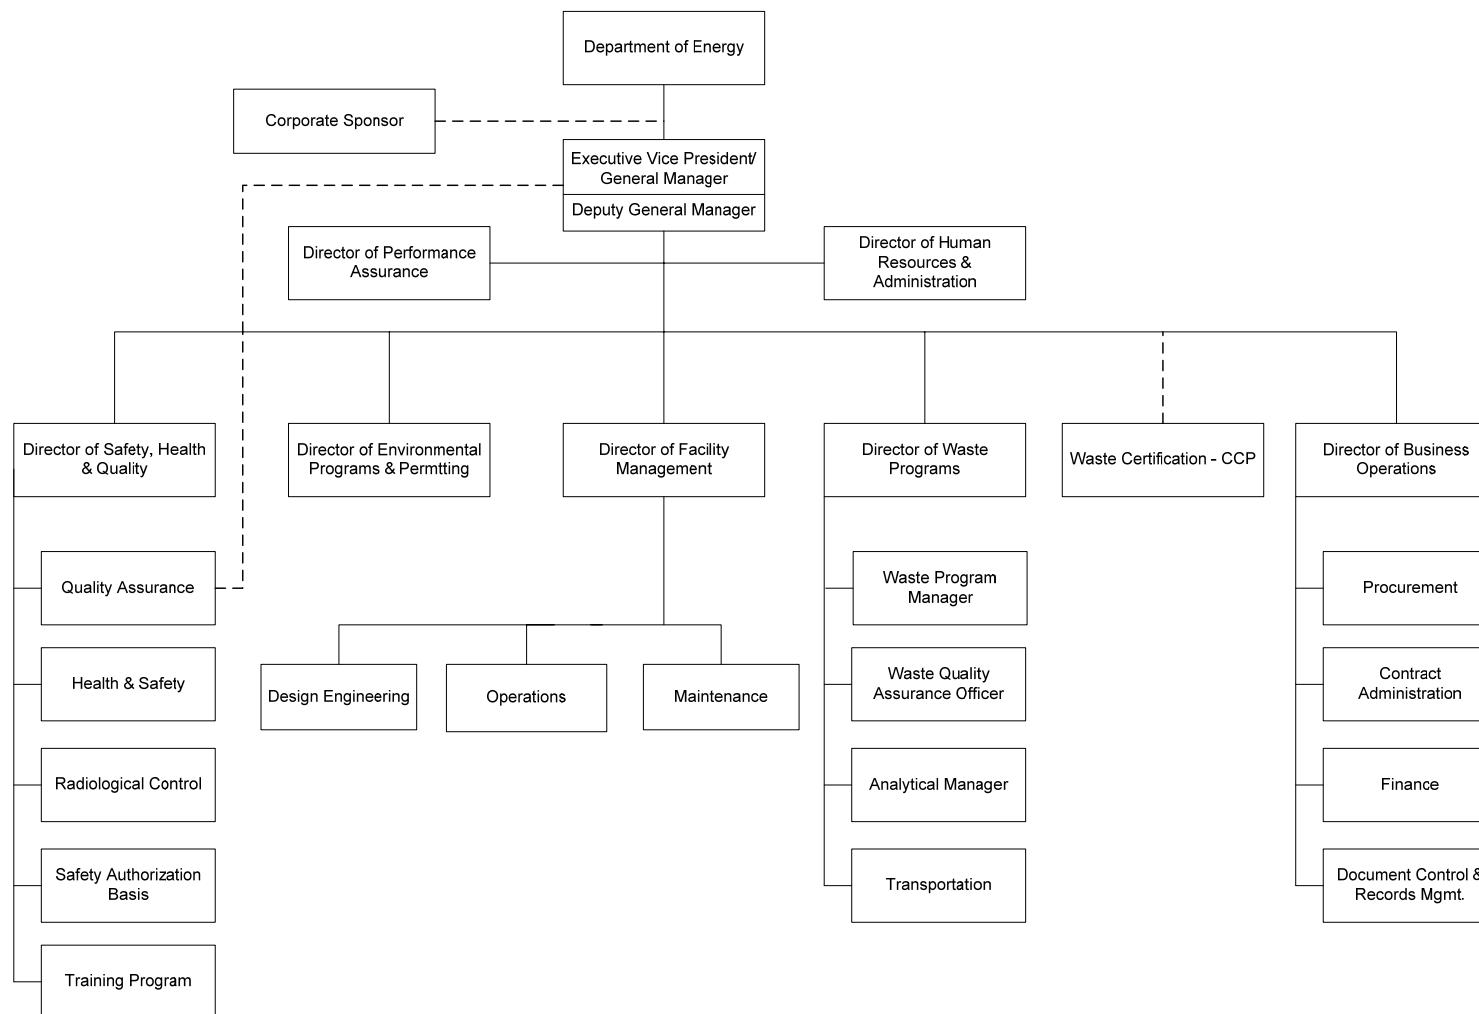 Department of Energy
Corporate Sponsor
Executive Vice President/
General Manager
Deputy General Manager
Director of Performance
Assurance
Director of Human
Resources &
Administration
Director of Safety, Health
& Quality
Director of Environmental
Programs & Permtting
Director of Facility
Management
Director of Waste
Programs
Waste Certification - CCP
Director of Business
Operations
Quality Assurance
Health & Safety
Radiological Control
Safety Authorization
Basis
Training Program
Design Engineering
Operations
Maintenance
Waste Program
Manager
Waste Quality
Assurance Officer
Analytical Manager
Transportation
Procurement
Contract
Administration
Finance
Document Control &
Records Mgmt.